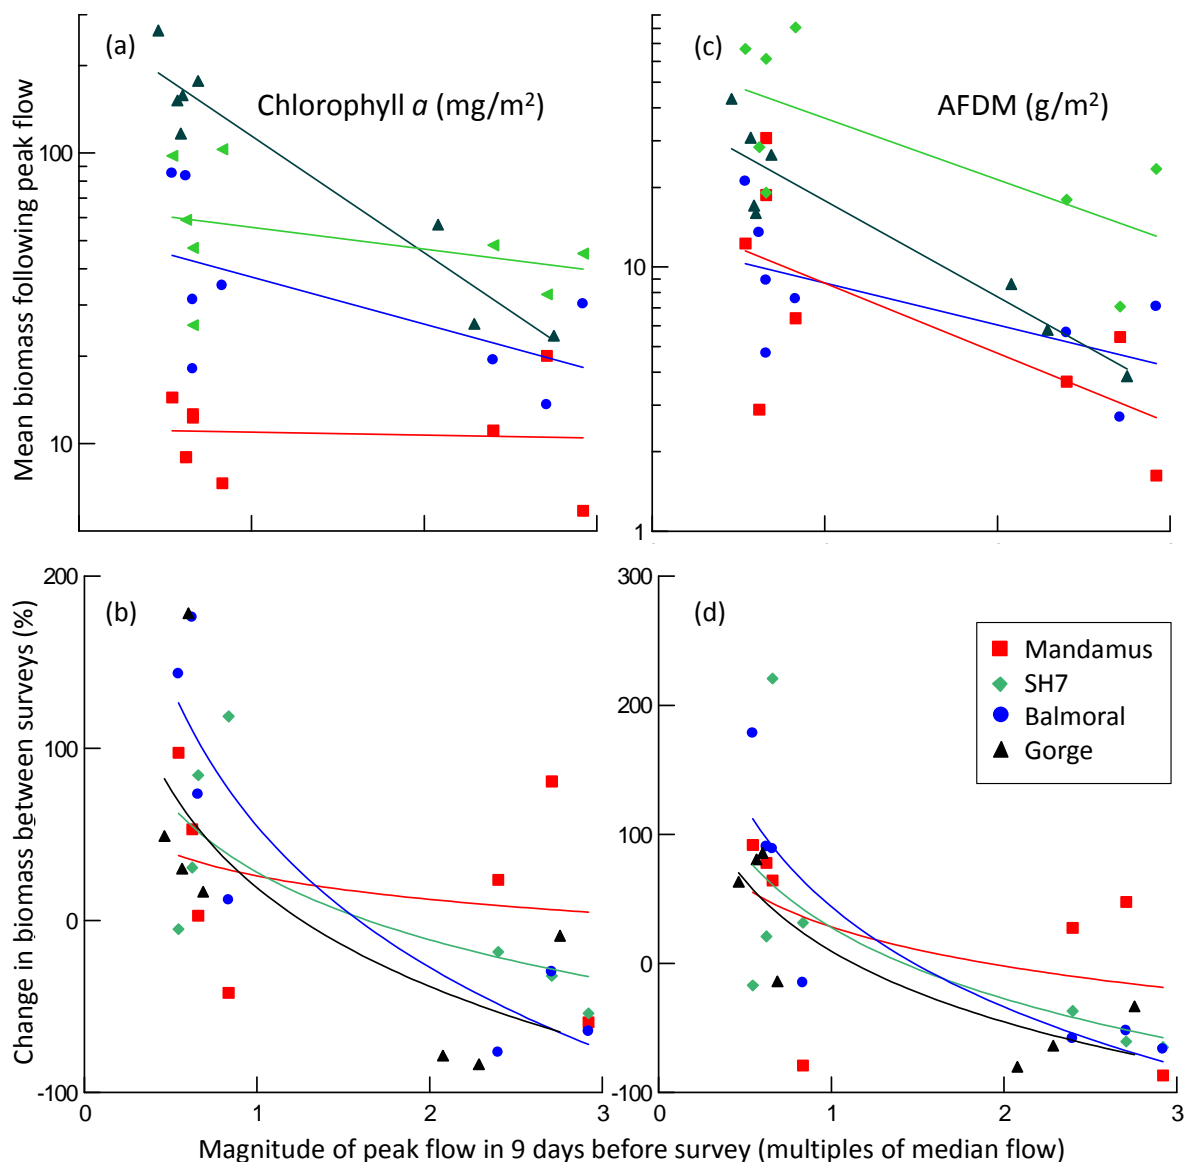 (a)
Chlorophyll a (mg/m²)
100
10
Mean biomass following peak flow
(c)
AFDM (g/m²)
10
1
200
100
0
-100
0
1
2
3
(b)
Change in biomass between surveys (%)
300
200
100
0
-100
0
1
2
3
(d)
Mandamus
SH7
Balmoral
Gorge
Magnitude of peak flow in 9 days before survey (multiples of median flow)